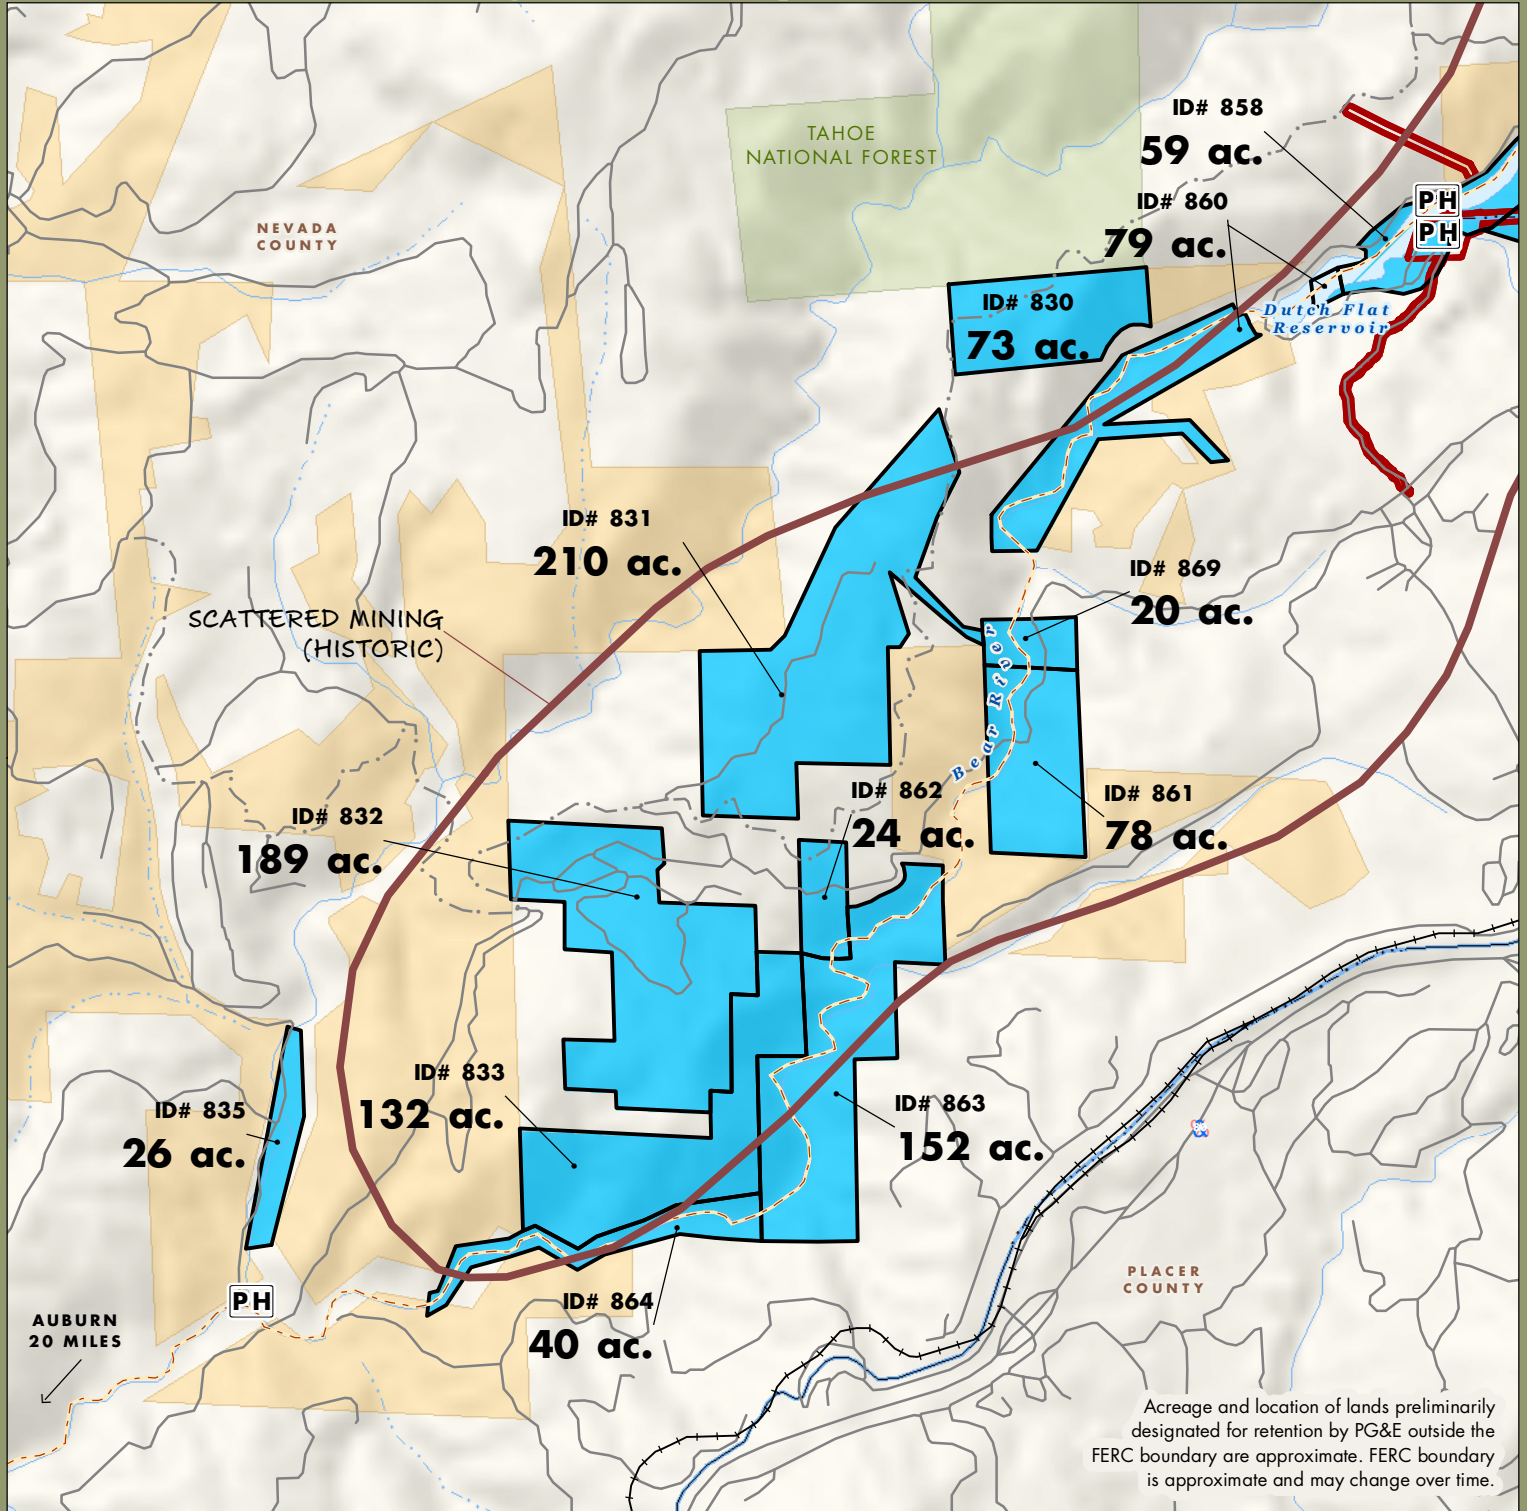 ID# 858
59 ac.
TAHOE
NATIONAL FOREST
ID# 860
79 ac.
PH
PH
NEVADA
COUNTY
ID# 830
73 ac.
Dutch Flat
Reservoir
ID# 831
210 ac.
ID# 869
20 ac.
SCATTERED MINING
(HISTORIC)
Bear River
ID# 862
24 ac.
ID# 861
78 ac.
ID# 832
189 ac.
ID# 833
132 ac.
ID# 863
152 ac.
ID# 835
26 ac.
PH
ID# 864
40 ac.
PLACER
COUNTY
AUBURN
20 MILES
Acreage and location of lands preliminarily
designated for retention by PG&E outside the
FERC boundary are approximate. FERC boundary
is approximate and may change over time.